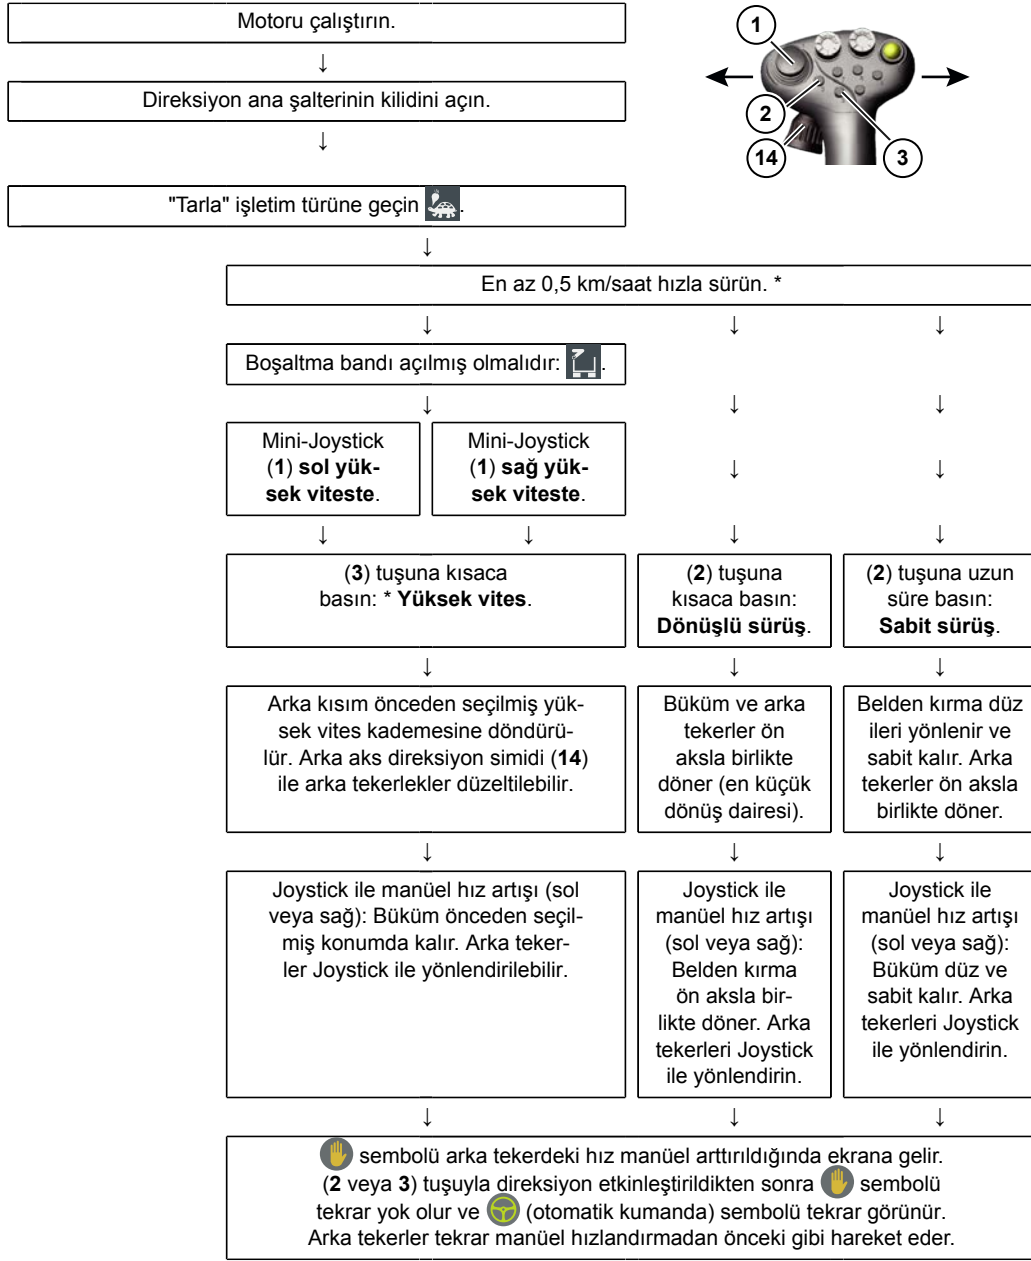 Motoru çalıştırın.
↓
Direksiyon ana şalterinin kilidini açın.
↓
1
2
14
3
"Tarla" işletim türüne geçin .
↓
En az 0,5 km/saat hızla sürün. *
↓ ↓ ↓
Boşaltma bandı açılmış olmalıdır: .
↓ ↓ ↓
Mini-Joystick
(1) sol yük-
sek viteste.
Mini-Joystick
(1) sağ yük-
sek viteste.
↓ ↓
↓ ↓ ↓ ↓
(3) tuşuna kısaca
basın: * Yüksek vites.
(2) tuşuna
kısaca basın:
Dönüşlü sürüş.
(2) tuşuna uzun
süre basın:
Sabit sürüş.
↓ ↓ ↓
Arka kısım önceden seçilmiş yük-
sek vites kademesine döndürü-
lür. Arka aks direksiyon simidi (14)
ile arka tekerlekler düzeltilebilir.
Büküm ve arka
tekerler ön
aksla birlikte
döner (en küçük
dönüş dairesi).
Belden kırma düz
ileri yönlenir ve
sabit kalır. Arka
tekerler ön aksla
birlikte döner.
↓ ↓ ↓
Joystick ile manüel hız artışı (sol
veya sağ): Büküm önceden seçil-
miş konumda kalır. Arka teker-
ler Joystick ile yönlendirilebilir.
Joystick ile
manüel hız artışı
(sol veya sağ):
Belden kırma
ön aksla bir-
likte döner. Arka
tekerleri Joystick
ile yönlendirin.
Joystick ile
manüel hız artışı
(sol veya sağ):
Büküm düz ve
sabit kalır. Arka
tekerleri Joystick
ile yönlendirin.
↓ ↓ ↓
sembolü arka tekerdeki hız manüel arttırıldığında ekrana gelir.
(2 veya 3) tuşuyla direksiyon etkinleştirildikten sonra sembolü
tekrar yok olur ve (otomatik kumanda) sembolü tekrar görünür.
Arka tekerler tekrar manüel hızlandırmadan önceki gibi hareket eder.